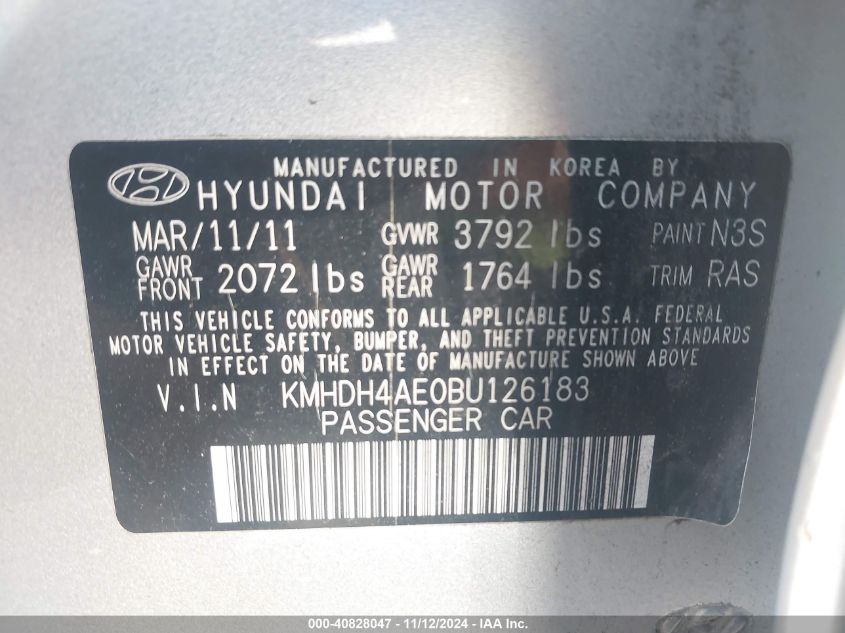 MANUFACTURED IN KOREA BY
HYUNDAI MOTOR COMPANY
MAR/11/11 GVWR 3792 lbs PAINT N3S
GAWR FRONT 2072 lbs GAWR REAR 1764 lbs TRIM RAS
THIS VEHICLE CONFORMS TO ALL APPLICABLE U.S.A. FEDERAL
MOTOR VEHICLE SAFETY, BUMPER, AND THEFT PREVENTION STANDARDS
IN EFFECT ON THE DATE OF MANUFACTURE SHOWN ABOVE
V.I.N KMHDH4AE0BU126183
PASSENGER CAR
000-40828047 - 11/12/2024 - IAA, Inc.